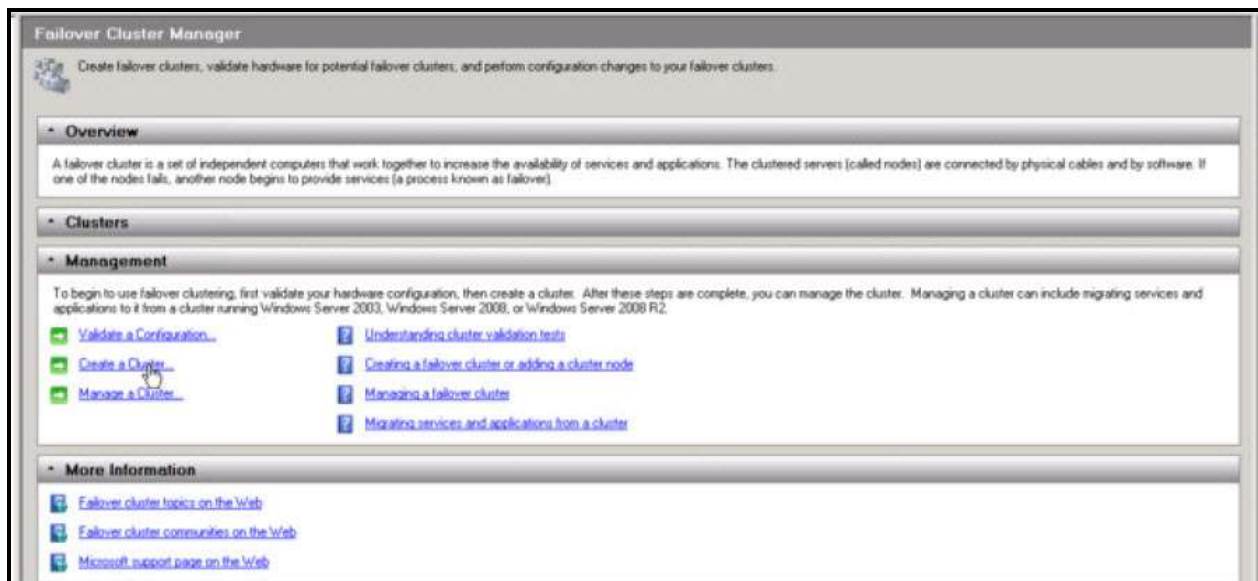 Failover Cluster Manager
Create failover clusters, validate hardware for potential failover clusters, and perform configuration changes to your failover clusters.
Overview
A failover cluster is a set of independent computers that work together to increase the availability of services and applications. The clustered servers (called nodes) are connected by physical cables and by software. If
one of the nodes fails, another node begins to provide services (a process known as failover).
Clusters
Management
To begin to use failover clustering, first validate your hardware configuration, then create a cluster. After these steps are complete, you can manage the cluster. Managing a cluster can include migrating services and
applications to it from a cluster running Windows Server 2003, Windows Server 2008, or Windows Server 2008 R2.
Validate a Configuration... Understanding cluster validation tests
Create a Cluster... Creating a failover cluster or adding a cluster node
Manage a Cluster... Managing a failover cluster
Migrating services and applications from a cluster
More Information
Failover cluster topics on the Web
Failover cluster communities on the Web
Microsoft support page on the Web